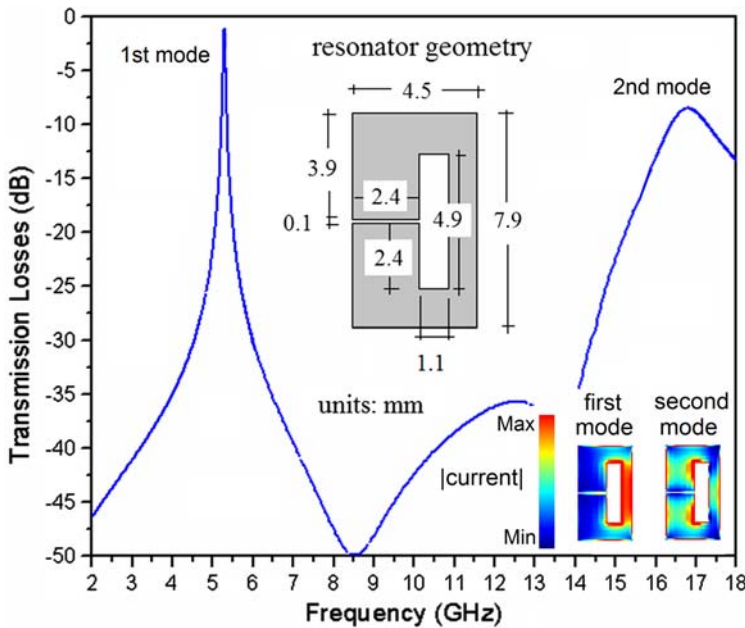 0
-5
-10
-15
-20
-25
-30
-35
-40
-45
-50
Transmission Losses (dB)
1st mode
resonator geometry
2nd mode
4.5
3.9
2.4
0.1
4.9
7.9
2.4
1.1
units: mm
first
mode
second
mode
Max
|current|
Min
2 3 4 5 6 7 8 9 10 11 12 13 14 15 16 17 18
Frequency (GHz)